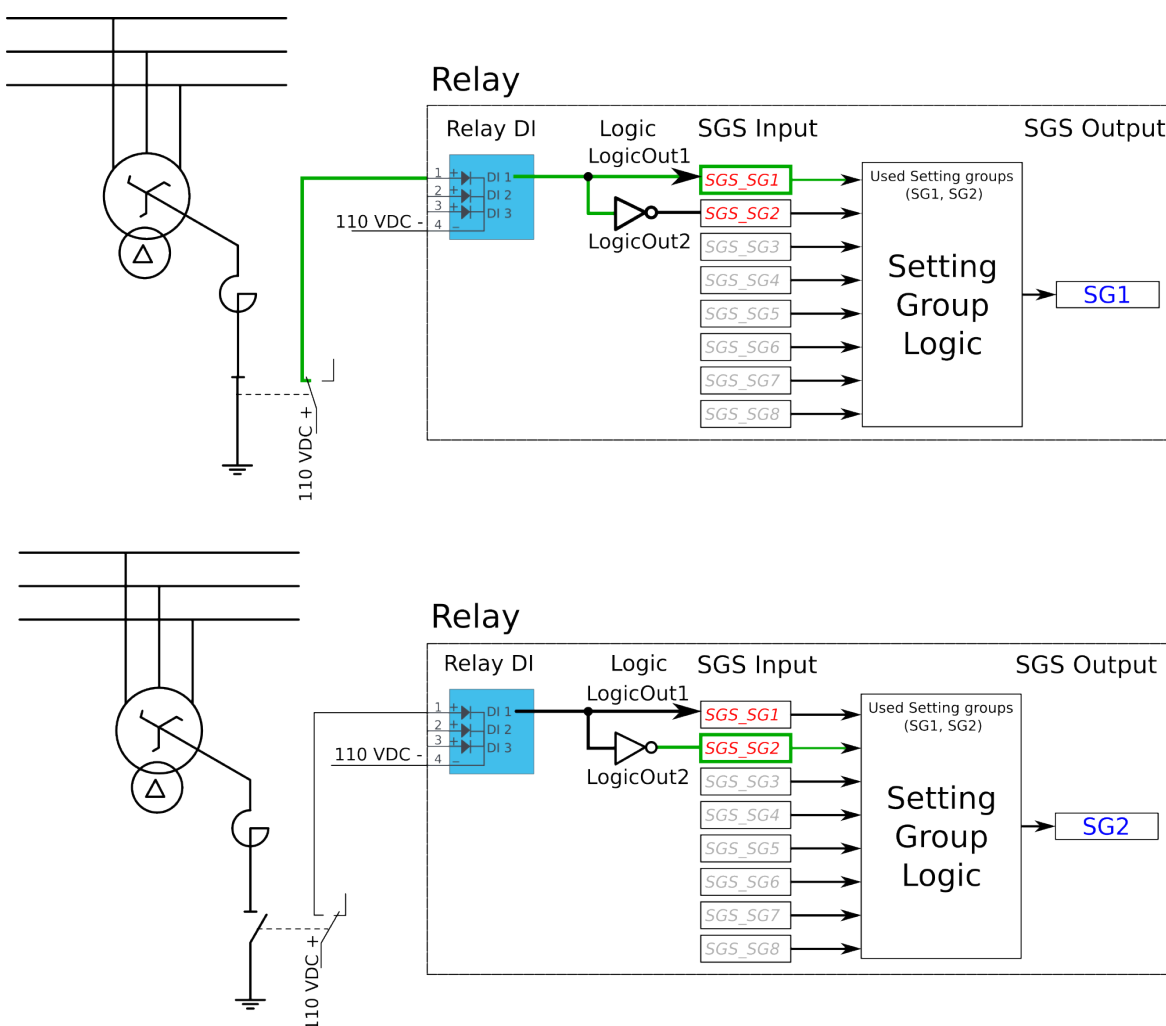 Relay
Relay DI
Logic
SGS Input
SGS Output
LogicOut1
1 + DI 1
2 + DI 2
3 + DI 3
4 -
110 VDC -
LogicOut2
SGS_SG1
SGS_SG2
SGS_SG3
SGS_SG4
SGS_SG5
SGS_SG6
SGS_SG7
SGS_SG8
Used Setting groups
(SG1, SG2)
Setting
Group
Logic
SG1
110 VDC +
Relay
Relay DI
Logic
SGS Input
SGS Output
LogicOut1
1 + DI 1
2 + DI 2
3 + DI 3
4 -
110 VDC -
LogicOut2
SGS_SG1
SGS_SG2
SGS_SG3
SGS_SG4
SGS_SG5
SGS_SG6
SGS_SG7
SGS_SG8
Used Setting groups
(SG1, SG2)
Setting
Group
Logic
SG2
110 VDC +